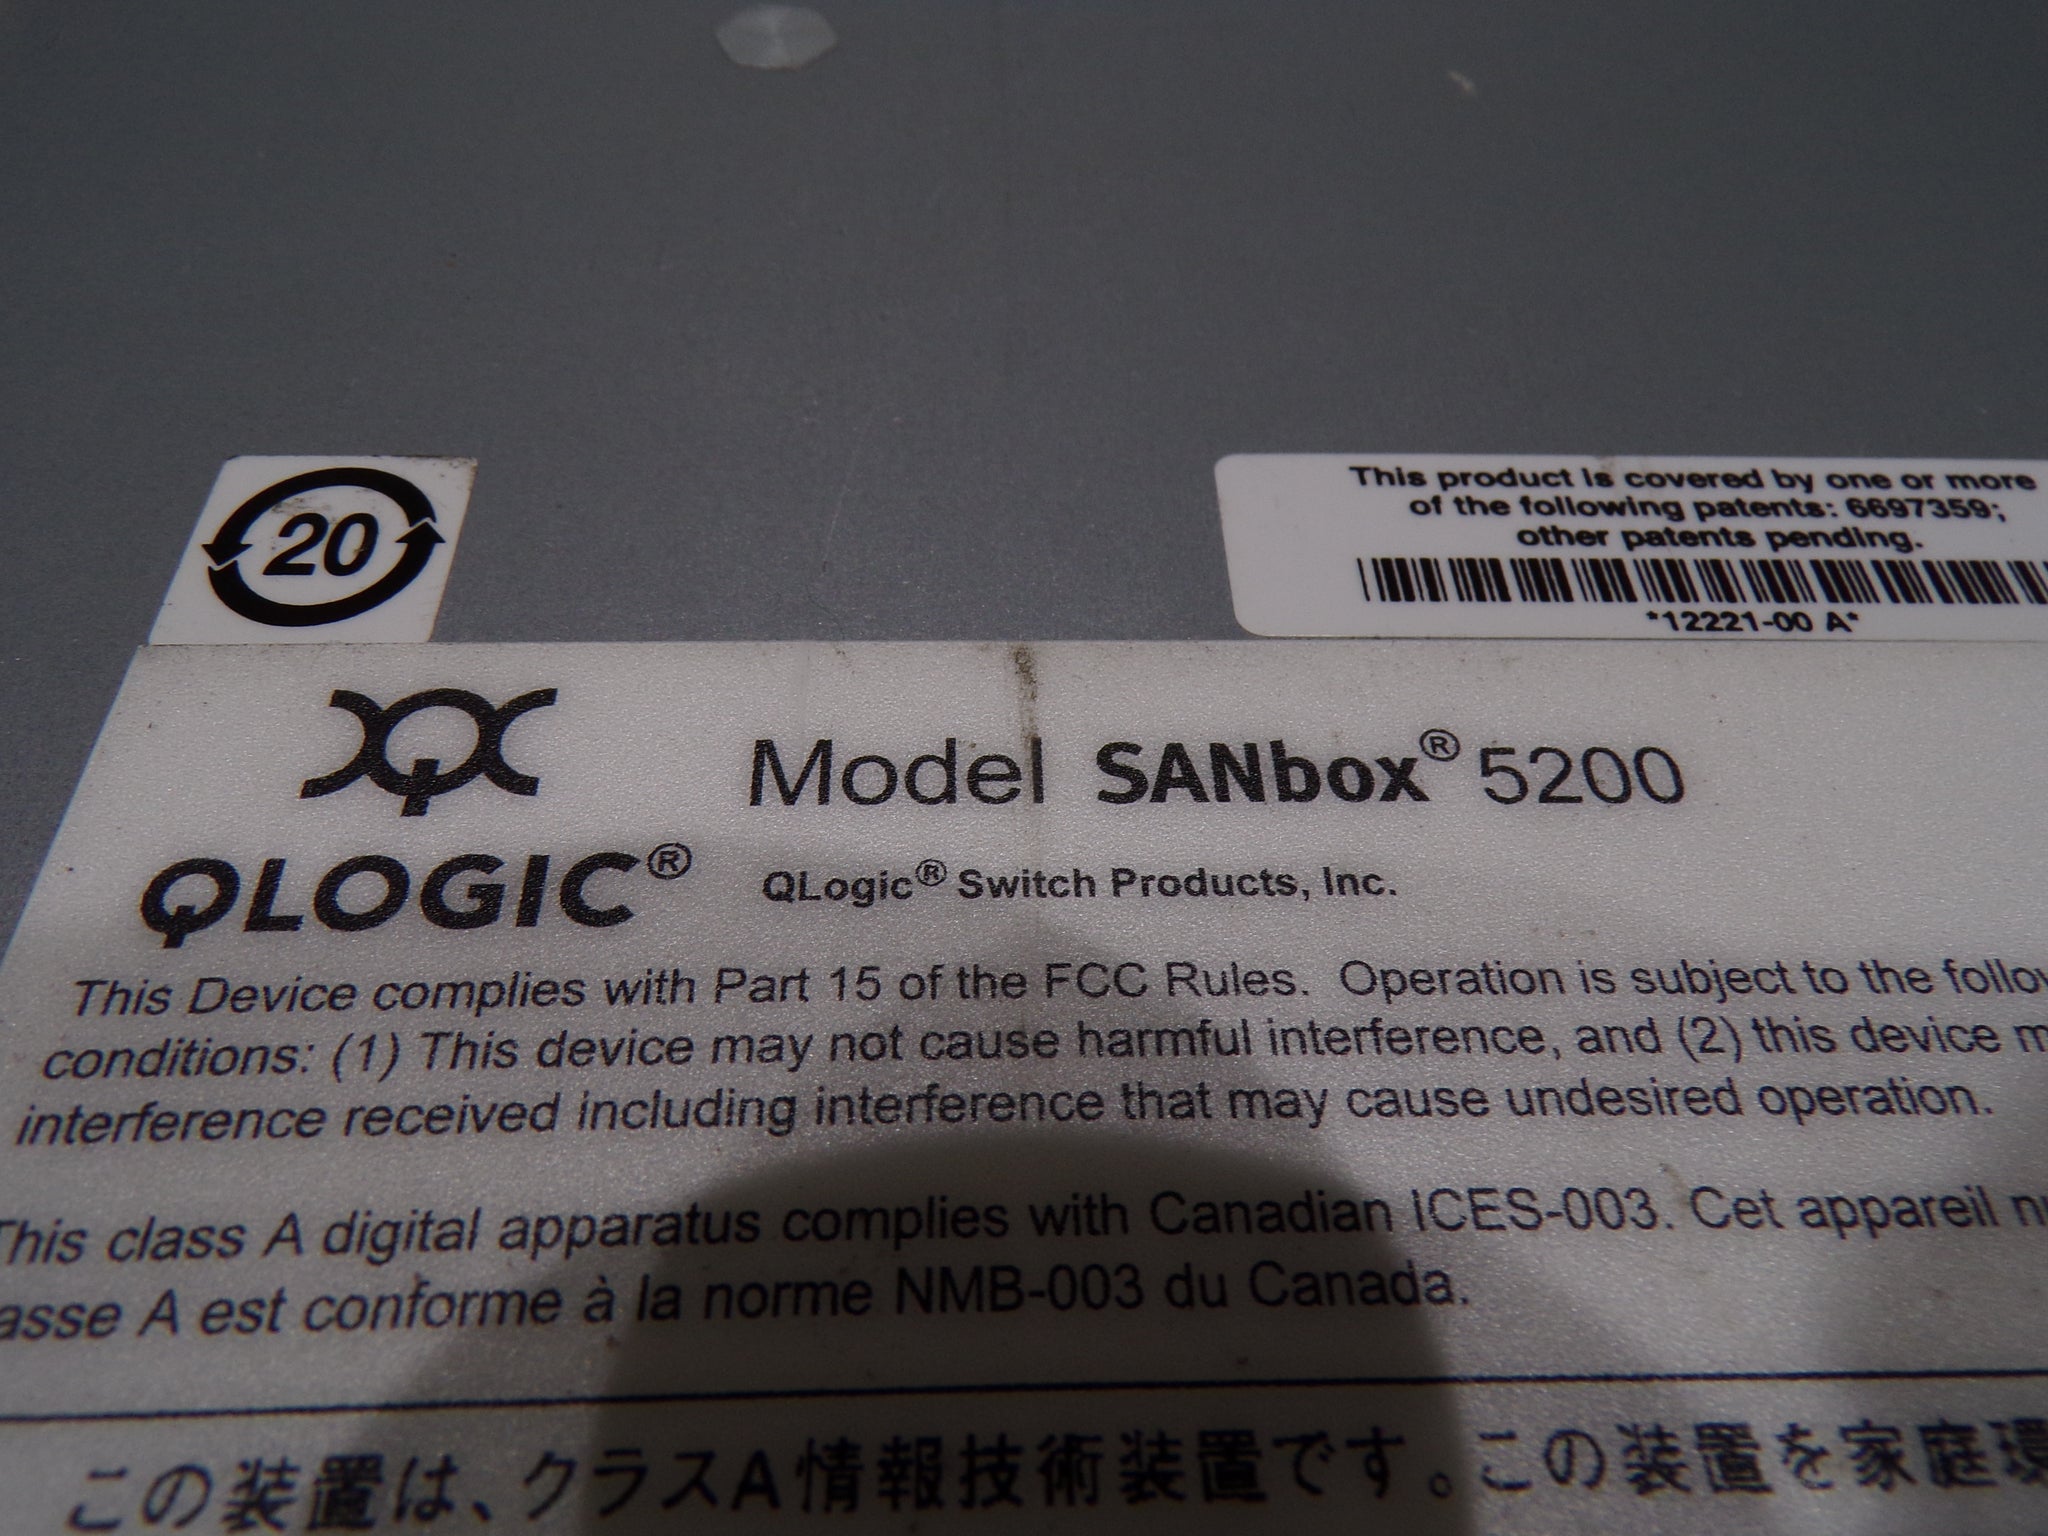 20
This product is covered by one or more
of the following patents: 6697359;
other patents pending.
*12221-00 A*
Model SANbox® 5200
QLOGIC®
QLogic® Switch Products, Inc.
This Device complies with Part 15 of the FCC Rules. Operation is subject to the
conditions: (1) This device may not cause harmful interference, and (2) this device
interference received including interference that may cause undesired operation.
This class A digital apparatus complies with Canadian ICES-003. Cet appareil
A est conforme à la norme NMB-003 du Canada.
この装置は、クラスA情報技術装置です。この装置を家庭環